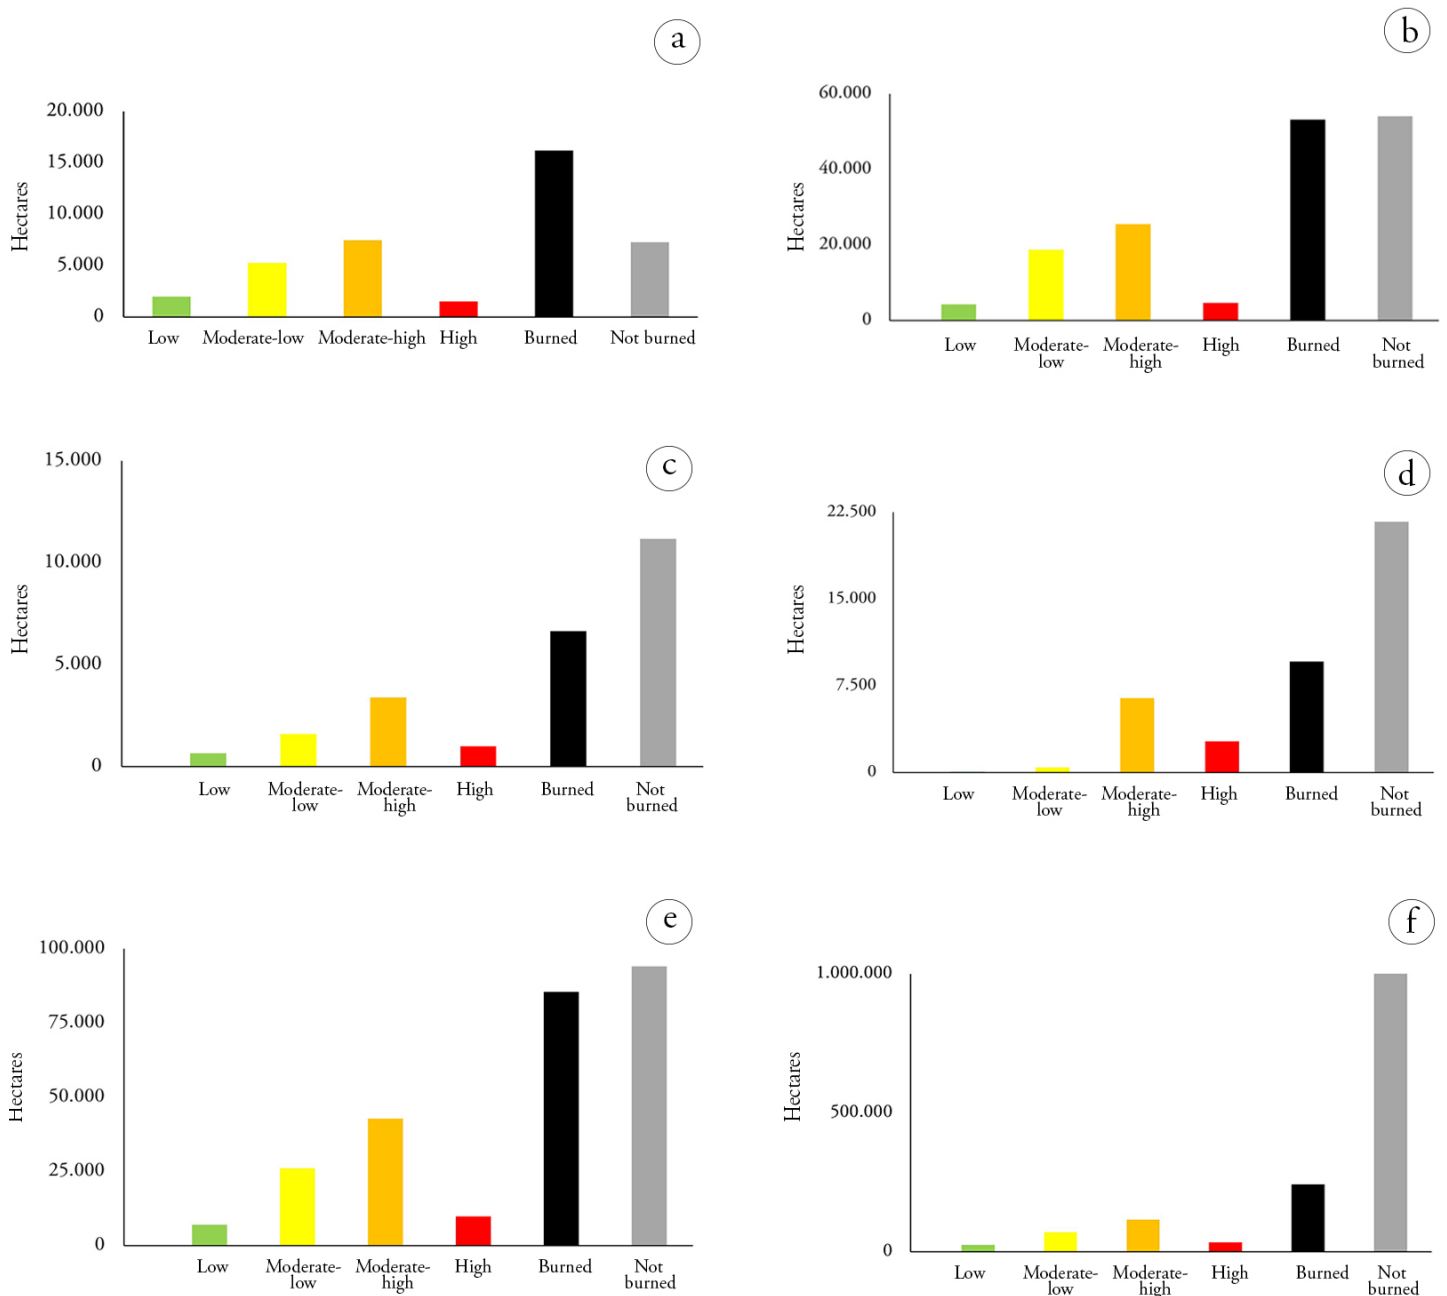 a
20.000
15.000
10.000
5.000
0
Hectares
Low Moderate-low Moderate-high High Burned Not burned
b
60.000
40.000
20.000
0
Hectares
Low Moderate- Moderate- High Burned Not
low high burned
c
15.000
10.000
5.000
0
Hectares
Low Moderate- Moderate- High Burned Not
low high burned
d
22.500
15.000
7.500
0
Hectares
Low Moderate- Moderate- High Burned Not
low high burned
e
100.000
75.000
50.000
25.000
0
Hectares
Low Moderate- Moderate- High Burned Not
low high burned
f
1.000.000
500.000
0
Hectares
Low Moderate- Moderate- High Burned Not
low high burned